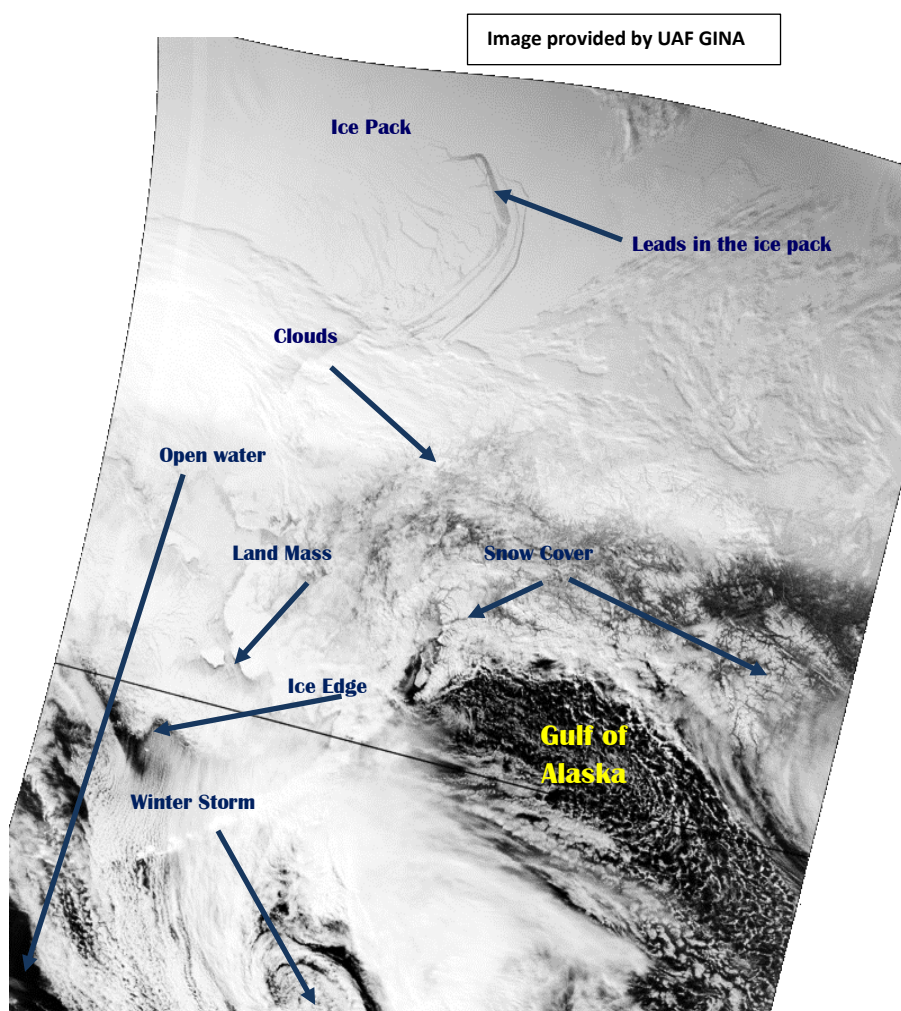 Image provided by UAF GINA
Ice Pack
Leads in the ice pack
Clouds
Open water
Land Mass
Snow Cover
Ice Edge
Gulf of
Alaska
Winter Storm